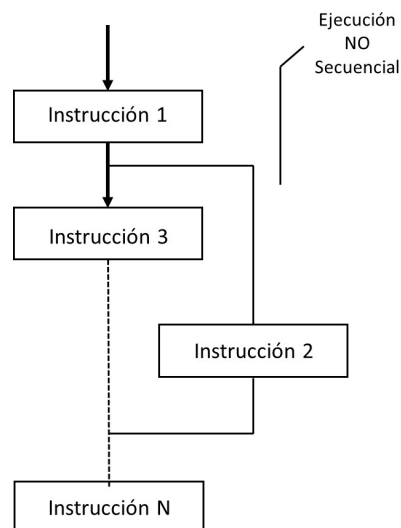 Ejecución
NO
Secuencial
Instrucción 1
Instrucción 3
Instrucción 2
Instrucción N